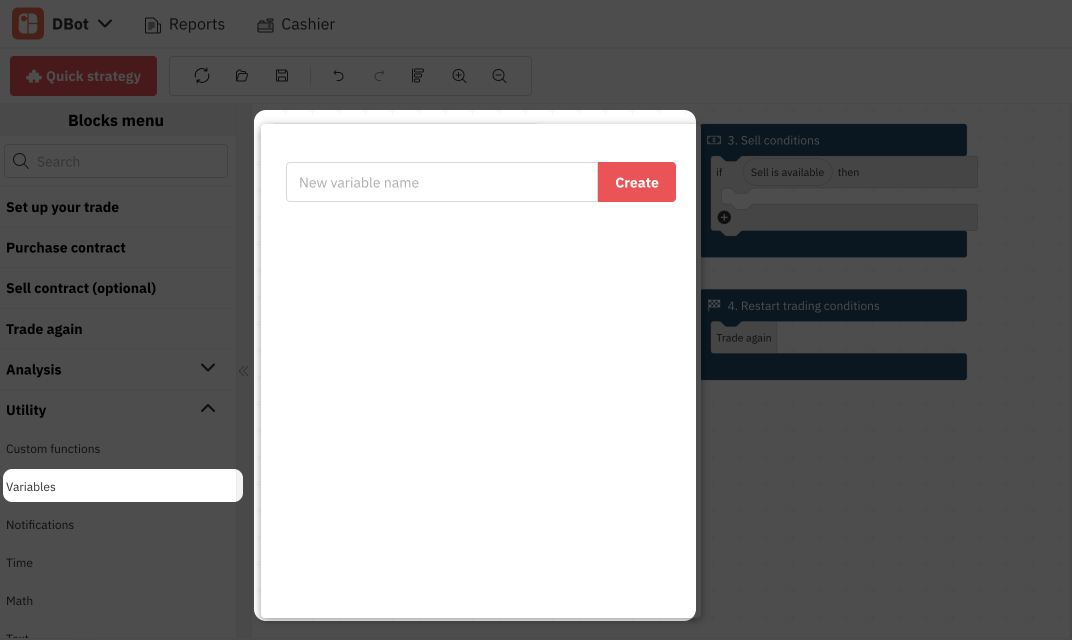 DBot
Reports
Cashier
Quick strategy
Blocks menu
Search
Set up your trade
Purchase contract
Sell contract (optional)
Trade again
Analysis
Utility
Custom functions
Variables
Notifications
Time
Math
New variable name
Create
3. Sell conditions
if Sell is available then
4. Restart trading conditions
Trade again